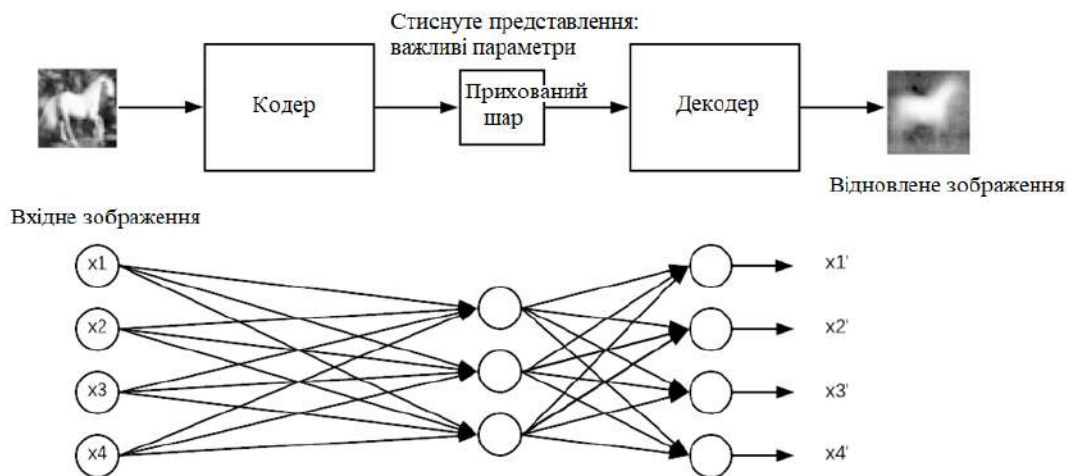 Стиснуте представлення:
важливі параметри
Кодер
Прихований
шар
Декодер
Відновлене зображення
Вхідне зображення
x1
x2
x3
x4
x1'
x2'
x3'
x4'